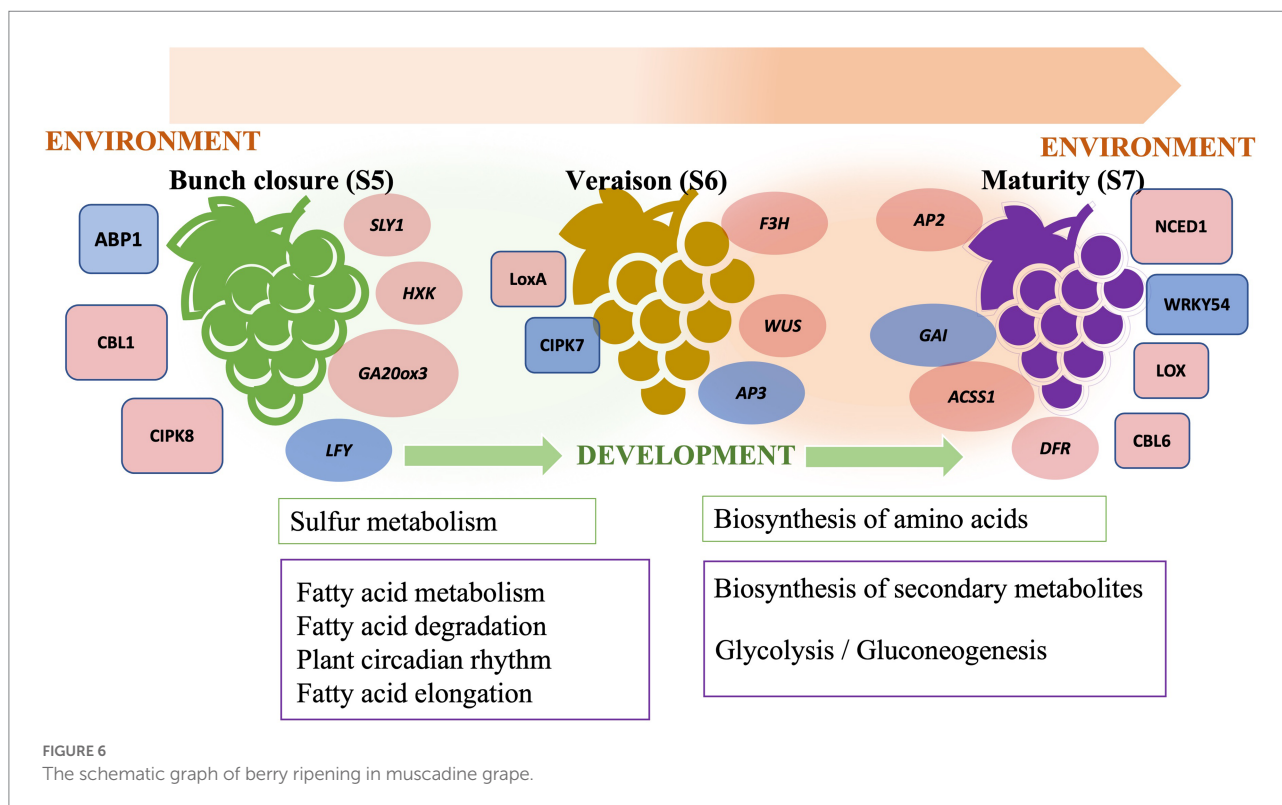 ENVIRONMENT
ENVIRONMENT
Bunch closure (S5)
Veraison (S6)
Maturity (S7)
ABP1
CBL1
CIPK8
SLY1
HXK
GA20ox3
LFY
LoxA
CIPK7
F3H
WUS
AP3
AP2
GAI
ACSS1
DFR
NCED1
WRKY54
LOX
CBL6
DEVELOPMENT
Sulfur metabolism
Fatty acid metabolism
Fatty acid degradation
Plant circadian rhythm
Fatty acid elongation
Biosynthesis of amino acids
Biosynthesis of secondary metabolites
Glycolysis / Gluconeogenesis
FIGURE 6
The schematic graph of berry ripening in muscadine grape.